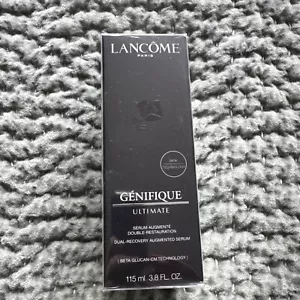 LANCÔME
PARIS
GÉNIFIQUE
ULTIMATE
SÉRUM AUGMENTÉ
DOUBLE RESTAURATION
DUAL-RECOVERY AUGMENTED SERUM
[ BETA GLUCAN-CM TECHNOLOGY ]
115 ml 3.8 FL. OZ.